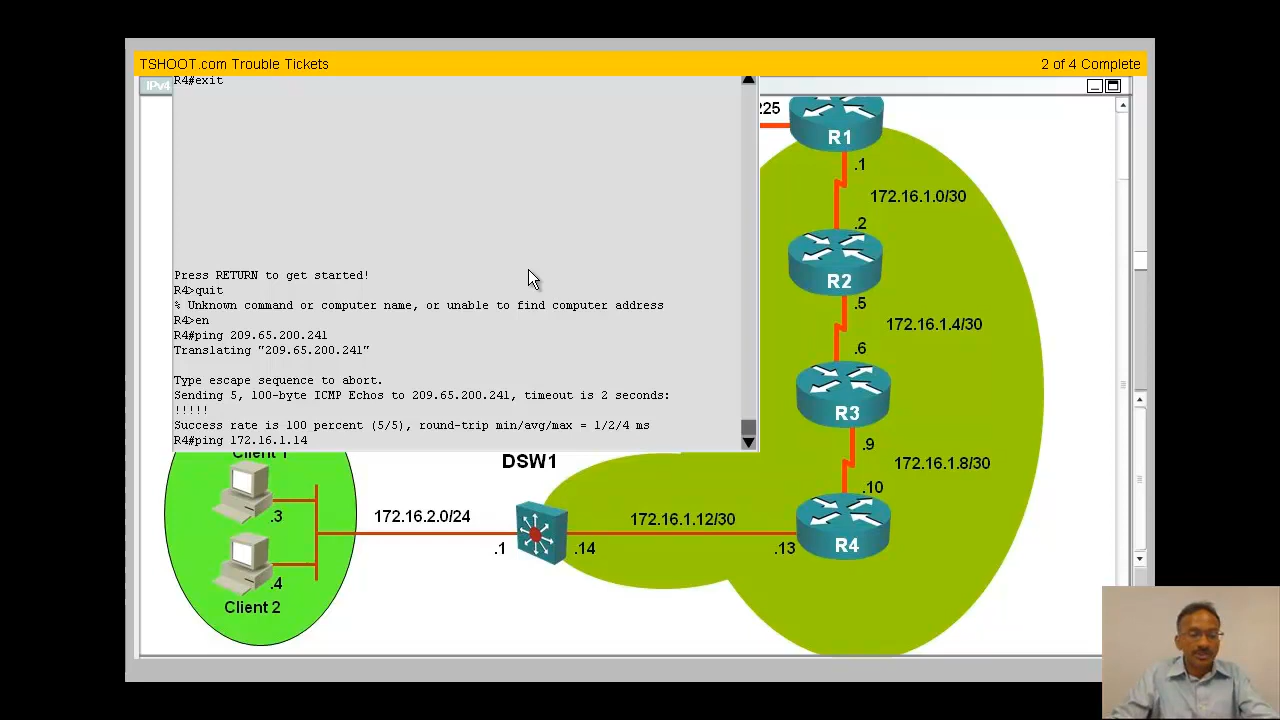 TSHOOT.com Trouble Tickets
2 of 4 Complete
IPv4
R4#exit
Press RETURN to get started!
R4>quit
% Unknown command or computer name, or unable to find computer address
R4>en
R4#ping 209.65.200.241
Translating "209.65.200.241"
Type escape sequence to abort.
Sending 5, 100-byte ICMP Echos to 209.65.200.241, timeout is 2 seconds:
!!!!!
Success rate is 100 percent (5/5), round-trip min/avg/max = 1/2/4 ms
R4#ping 172.16.1.14
225
R1
.1
172.16.1.0/30
.2
R2
.5
172.16.1.4/30
.6
R3
.9
172.16.1.8/30
.10
R4
.13
172.16.1.12/30
.14
DSW1
.1
172.16.2.0/24
Client 1
.3
.4
Client 2